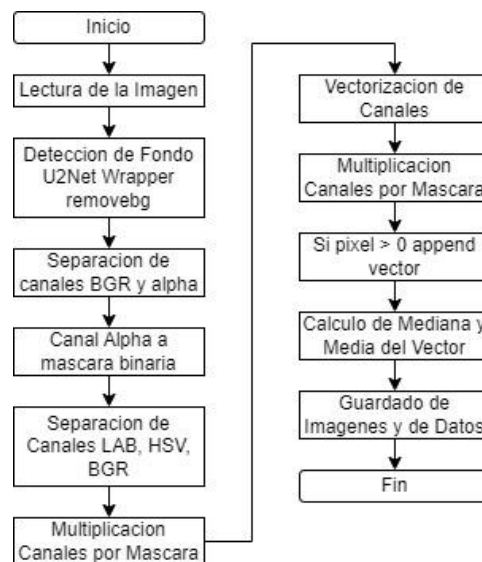 Inicio
Lectura de la Imagen
Deteccion de Fondo
U2Net Wrapper
removebg
Separacion de
canales BGR y alpha
Canal Alpha a
mascara binaria
Separacion de
Canales LAB, HSV,
BGR
Multiplicacion
Canales por Mascara
Vectorizacion de
Canales
Multiplicacion
Canales por Mascara
Si pixel > 0 append
vector
Calculo de Mediana y
Media del Vector
Guardado de
Imagenes y de Datos
Fin